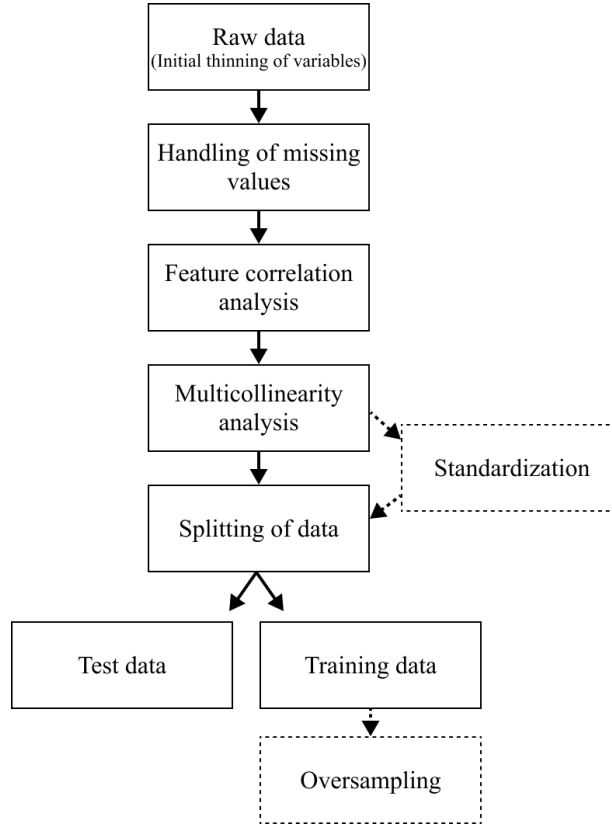 Raw data
(Initial thinning of variables)
Handling of missing
values
Feature correlation
analysis
Multicollinearity
analysis
Standardization
Splitting of data
Test data
Training data
Oversampling